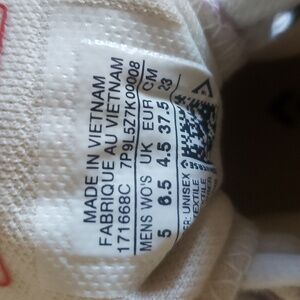 MADE IN VIETNAM
FABRIQUE AU VIETNAM
171668C 7P9L5Z7K00008
MENS WO'S UK EUR CM
5 6.5 4.5 37.5 23
UNISEX